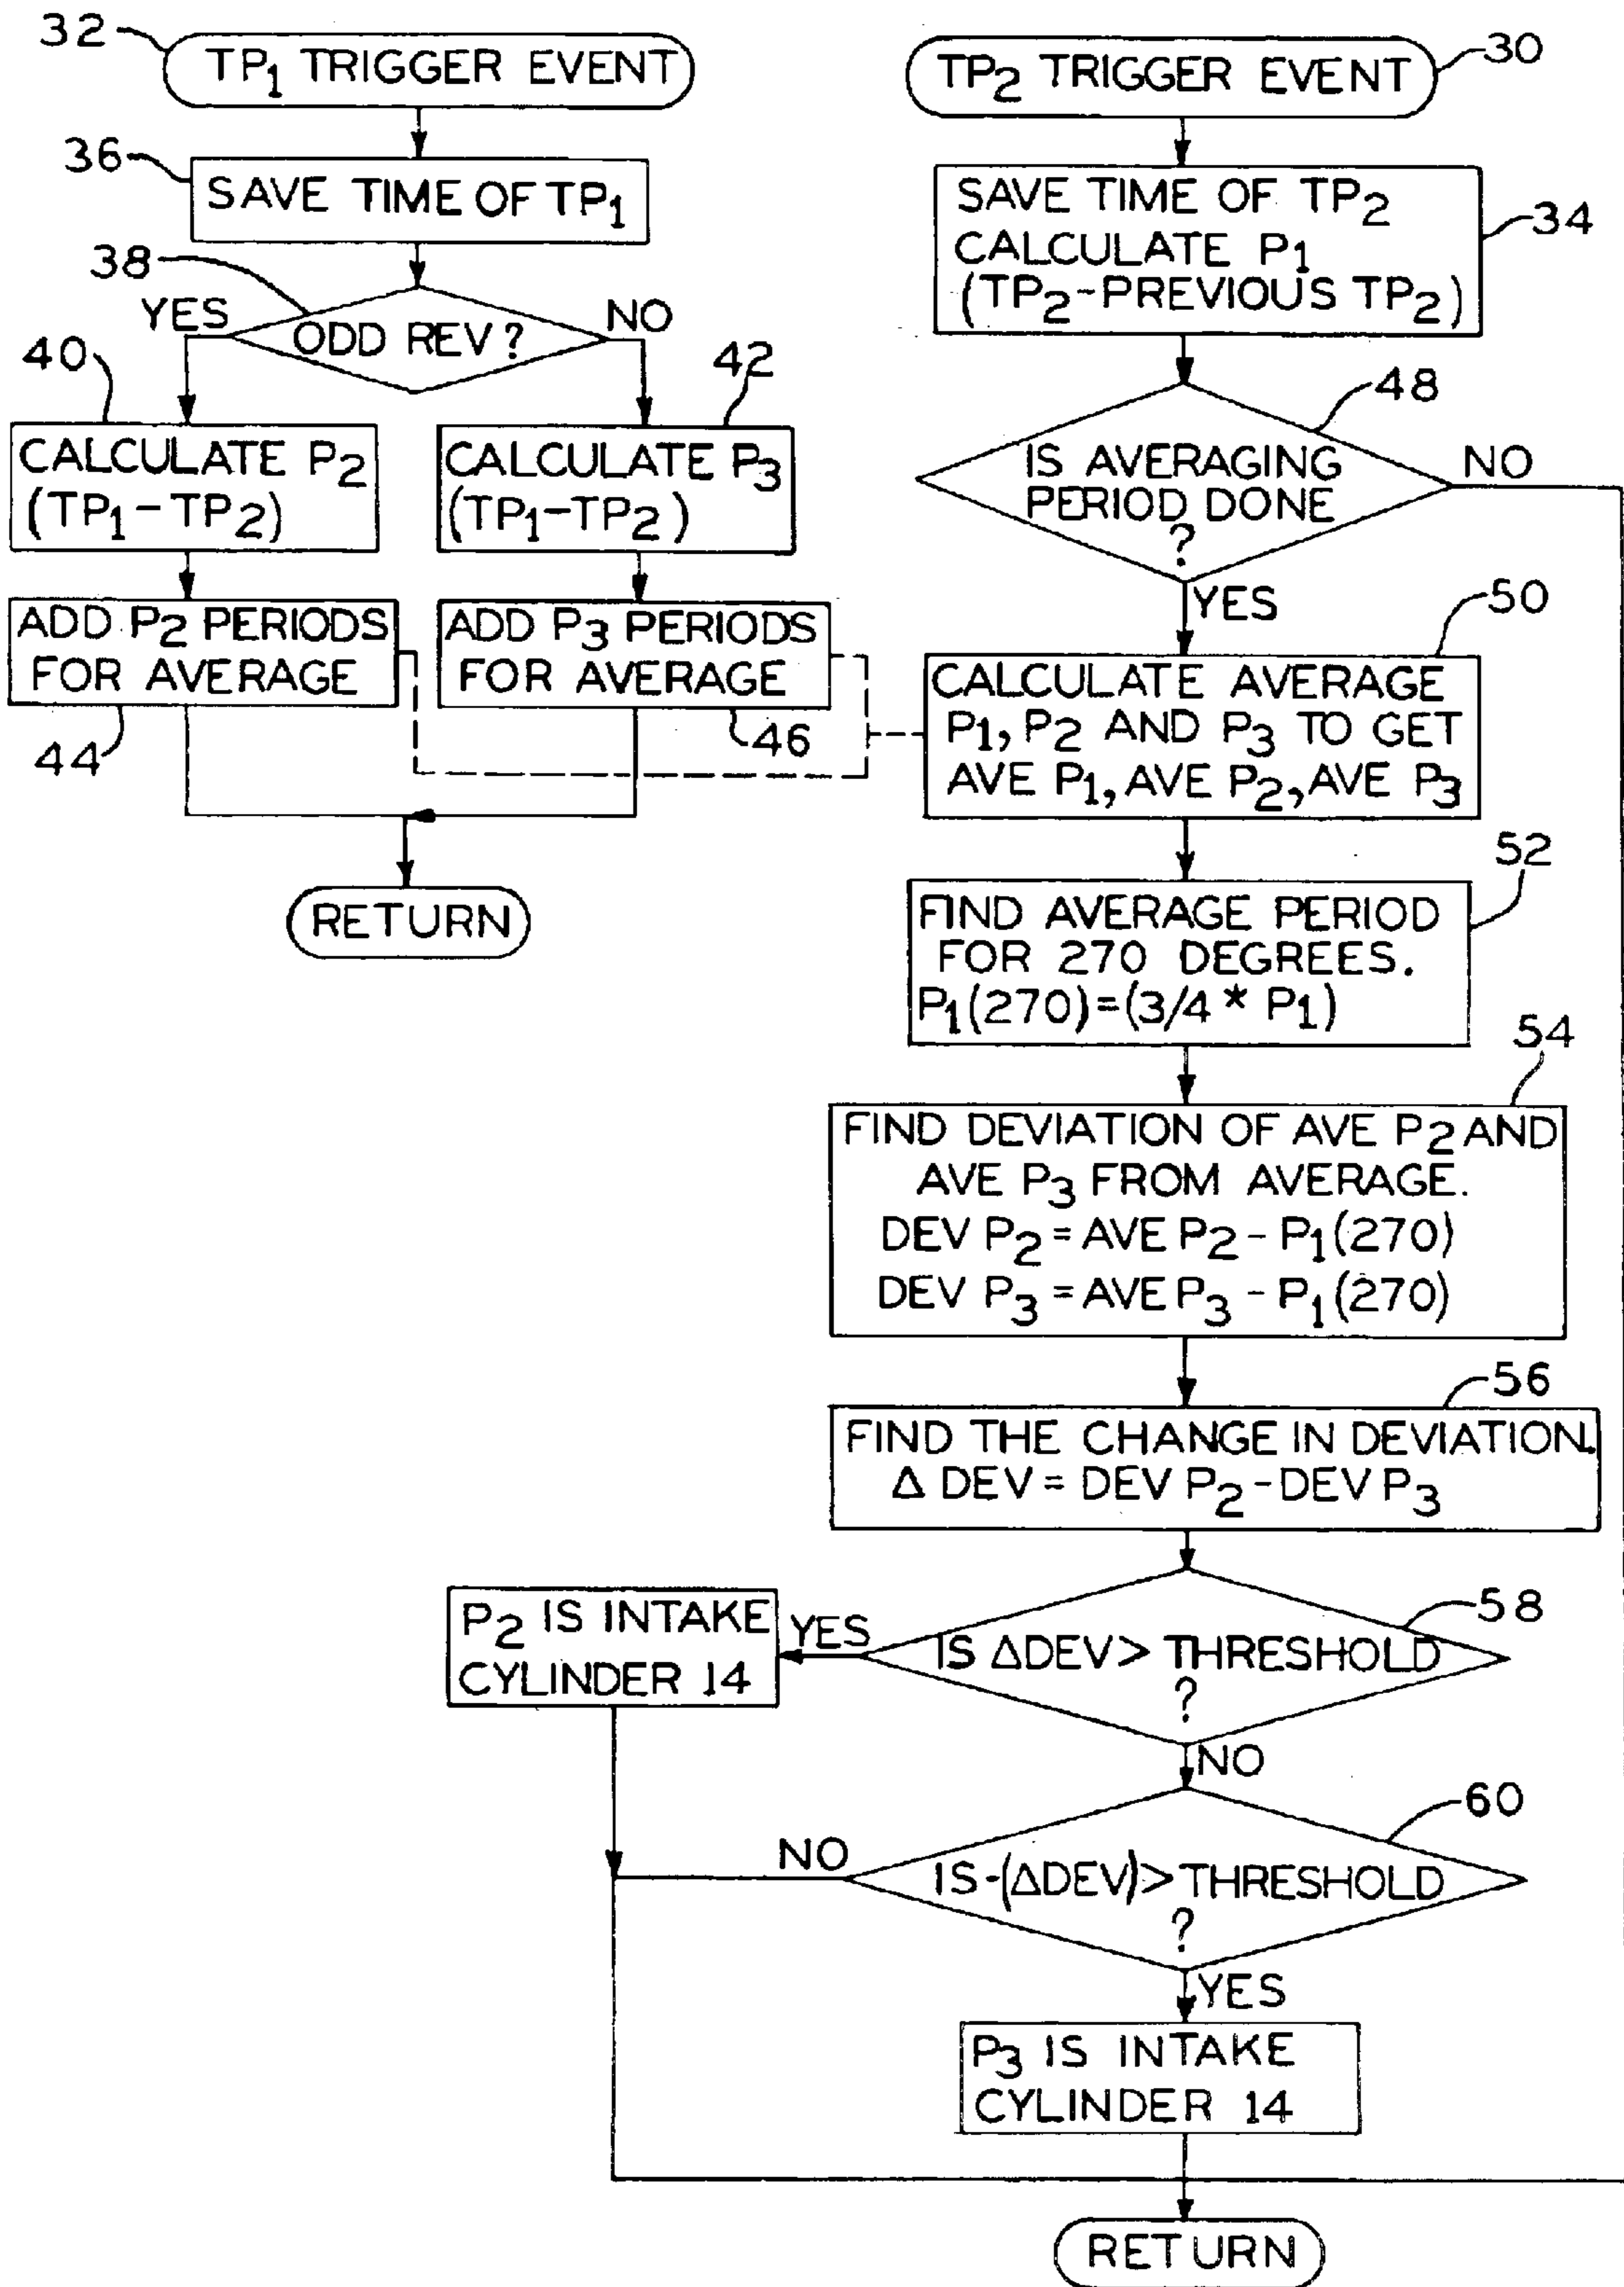 32
TP1 TRIGGER EVENT
36
SAVE TIME OF TP1
38
ODD REV?
YES
NO
40
CALCULATE P2
(TP1-TP2)
42
CALCULATE P3
(TP1-TP2)
ADD P2 PERIODS
FOR AVERAGE
44
ADD P3 PERIODS
FOR AVERAGE
46
RETURN
TP2 TRIGGER EVENT
30
SAVE TIME OF TP2
CALCULATE P1
(TP2-PREVIOUS TP2)
34
48
IS AVERAGING
PERIOD DONE
?
NO
YES
50
CALCULATE AVERAGE
P1, P2 AND P3 TO GET
AVE P1, AVE P2, AVE P3
52
FIND AVERAGE PERIOD
FOR 270 DEGREES.
P1(270)=(3/4 * P1)
54
FIND DEVIATION OF AVE P2 AND
AVE P3 FROM AVERAGE.
DEV P2 = AVE P2 - P1(270)
DEV P3 = AVE P3 - P1(270)
56
FIND THE CHANGE IN DEVIATION.
Δ DEV = DEV P2 - DEV P3
58
IS ΔDEV > THRESHOLD
?
YES
P2 IS INTAKE
CYLINDER 14
NO
60
IS -(ΔDEV) > THRESHOLD
?
NO
YES
P3 IS INTAKE
CYLINDER 14
RETURN